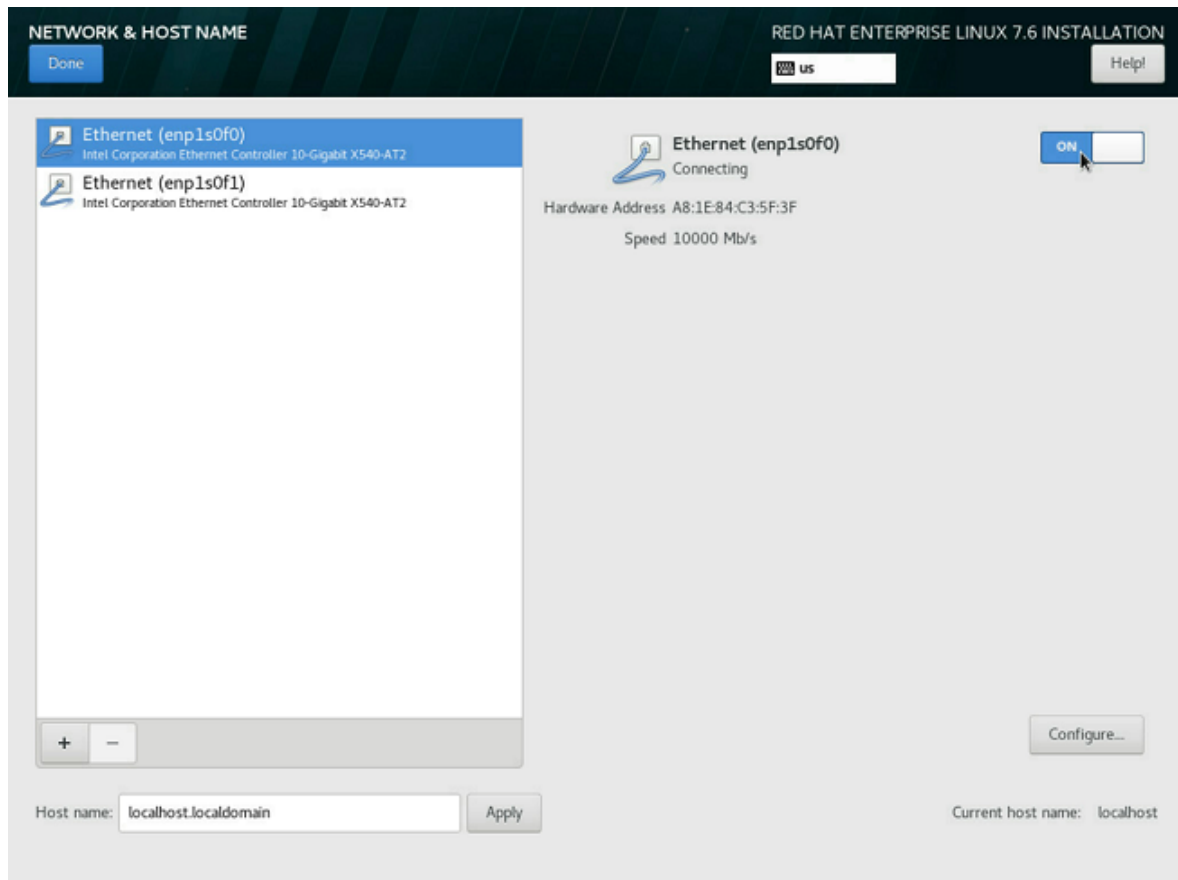 NETWORK & HOST NAME
RED HAT ENTERPRISE LINUX 7.6 INSTALLATION
Done
us
Help!
Ethernet (enp1s0f0)
Intel Corporation Ethernet Controller 10-Gigabit X540-AT2
Ethernet (enp1s0f1)
Intel Corporation Ethernet Controller 10-Gigabit X540-AT2
Ethernet (enp1s0f0)
Connecting
ON
Hardware Address A8:1E:84:C3:5F:3F
Speed 10000 Mb/s
+ −
Configure...
Host name: localhost.localdomain Apply
Current host name: localhost